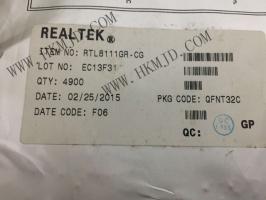 REALTEK
ITEM NO: RTL8111GR-CG
LOT NO: EC13F31
QTY: 4900
DATE: 02/25/2015
PKG CODE: QFNT32C
DATE CODE: F06
QC:
GP
WWW.HKMJD.COM